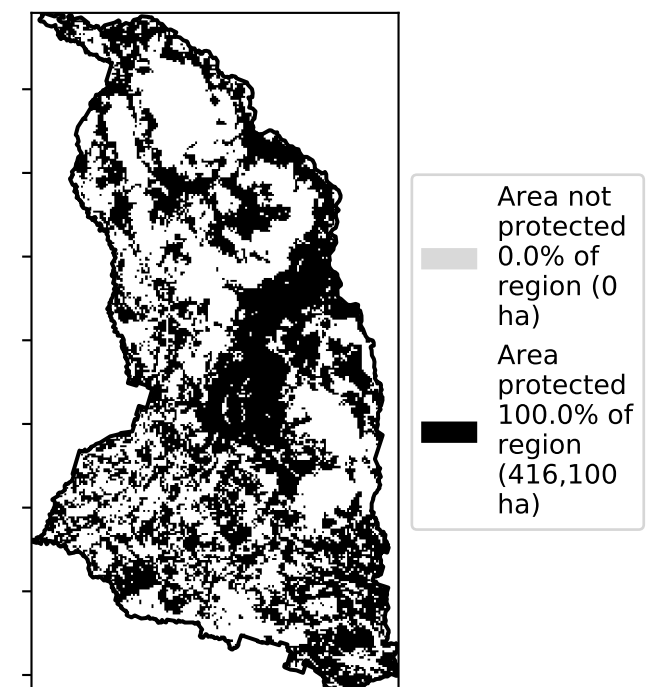 Area not
protected
0.0% of
region (0
ha)
Area
protected
100.0% of
region
(416,100
ha)